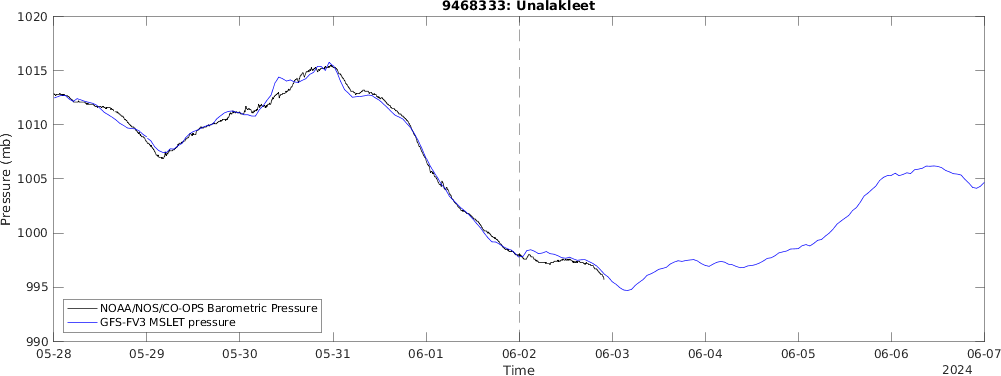 9468333: Unalakleet
1020
1015
1010
1005
1000
995
990
Pressure (mb)
NOAA/NOS/CO-OPS Barometric Pressure
GFS-FV3 MSLET pressure
05-28 05-29 05-30 05-31 06-01 06-02 06-03 06-04 06-05 06-06 06-07
Time
2024